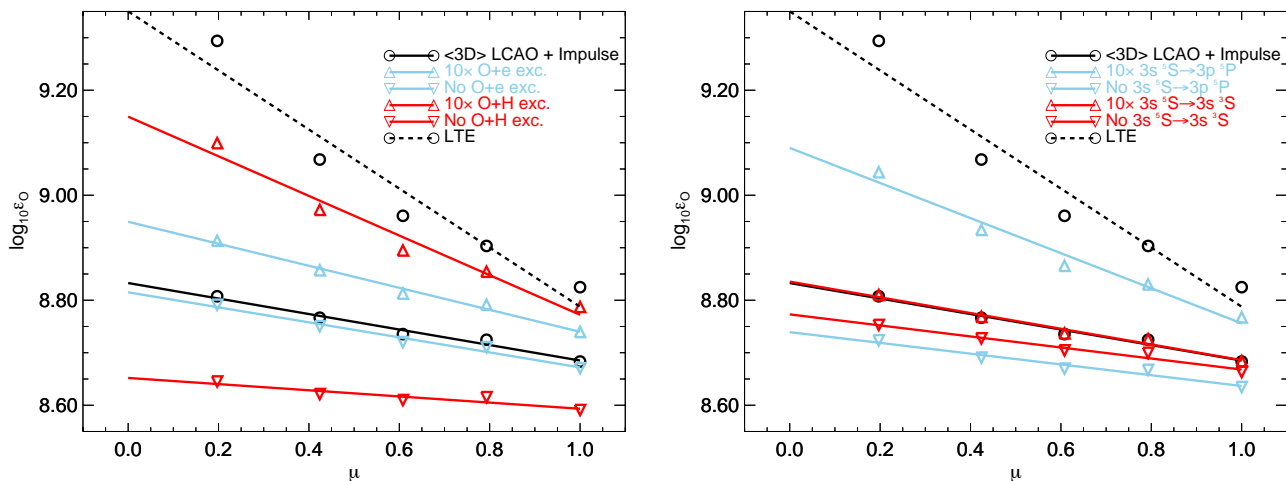 <3D> LCAO + Impulse
10× O+e exc.
No O+e exc.
10× O+H exc.
No O+H exc.
LTE
9.20
9.00
8.80
8.60
log₁₀ε_O
0.0 0.2 0.4 0.6 0.8 1.0
μ
<3D> LCAO + Impulse
10× 3s ⁵S→3p ⁵P
No 3s ⁵S→3p ⁵P
10× 3s ⁵S→3s ³S
No 3s ⁵S→3s ³S
LTE
9.20
9.00
8.80
8.60
log₁₀ε_O
0.0 0.2 0.4 0.6 0.8 1.0
μ